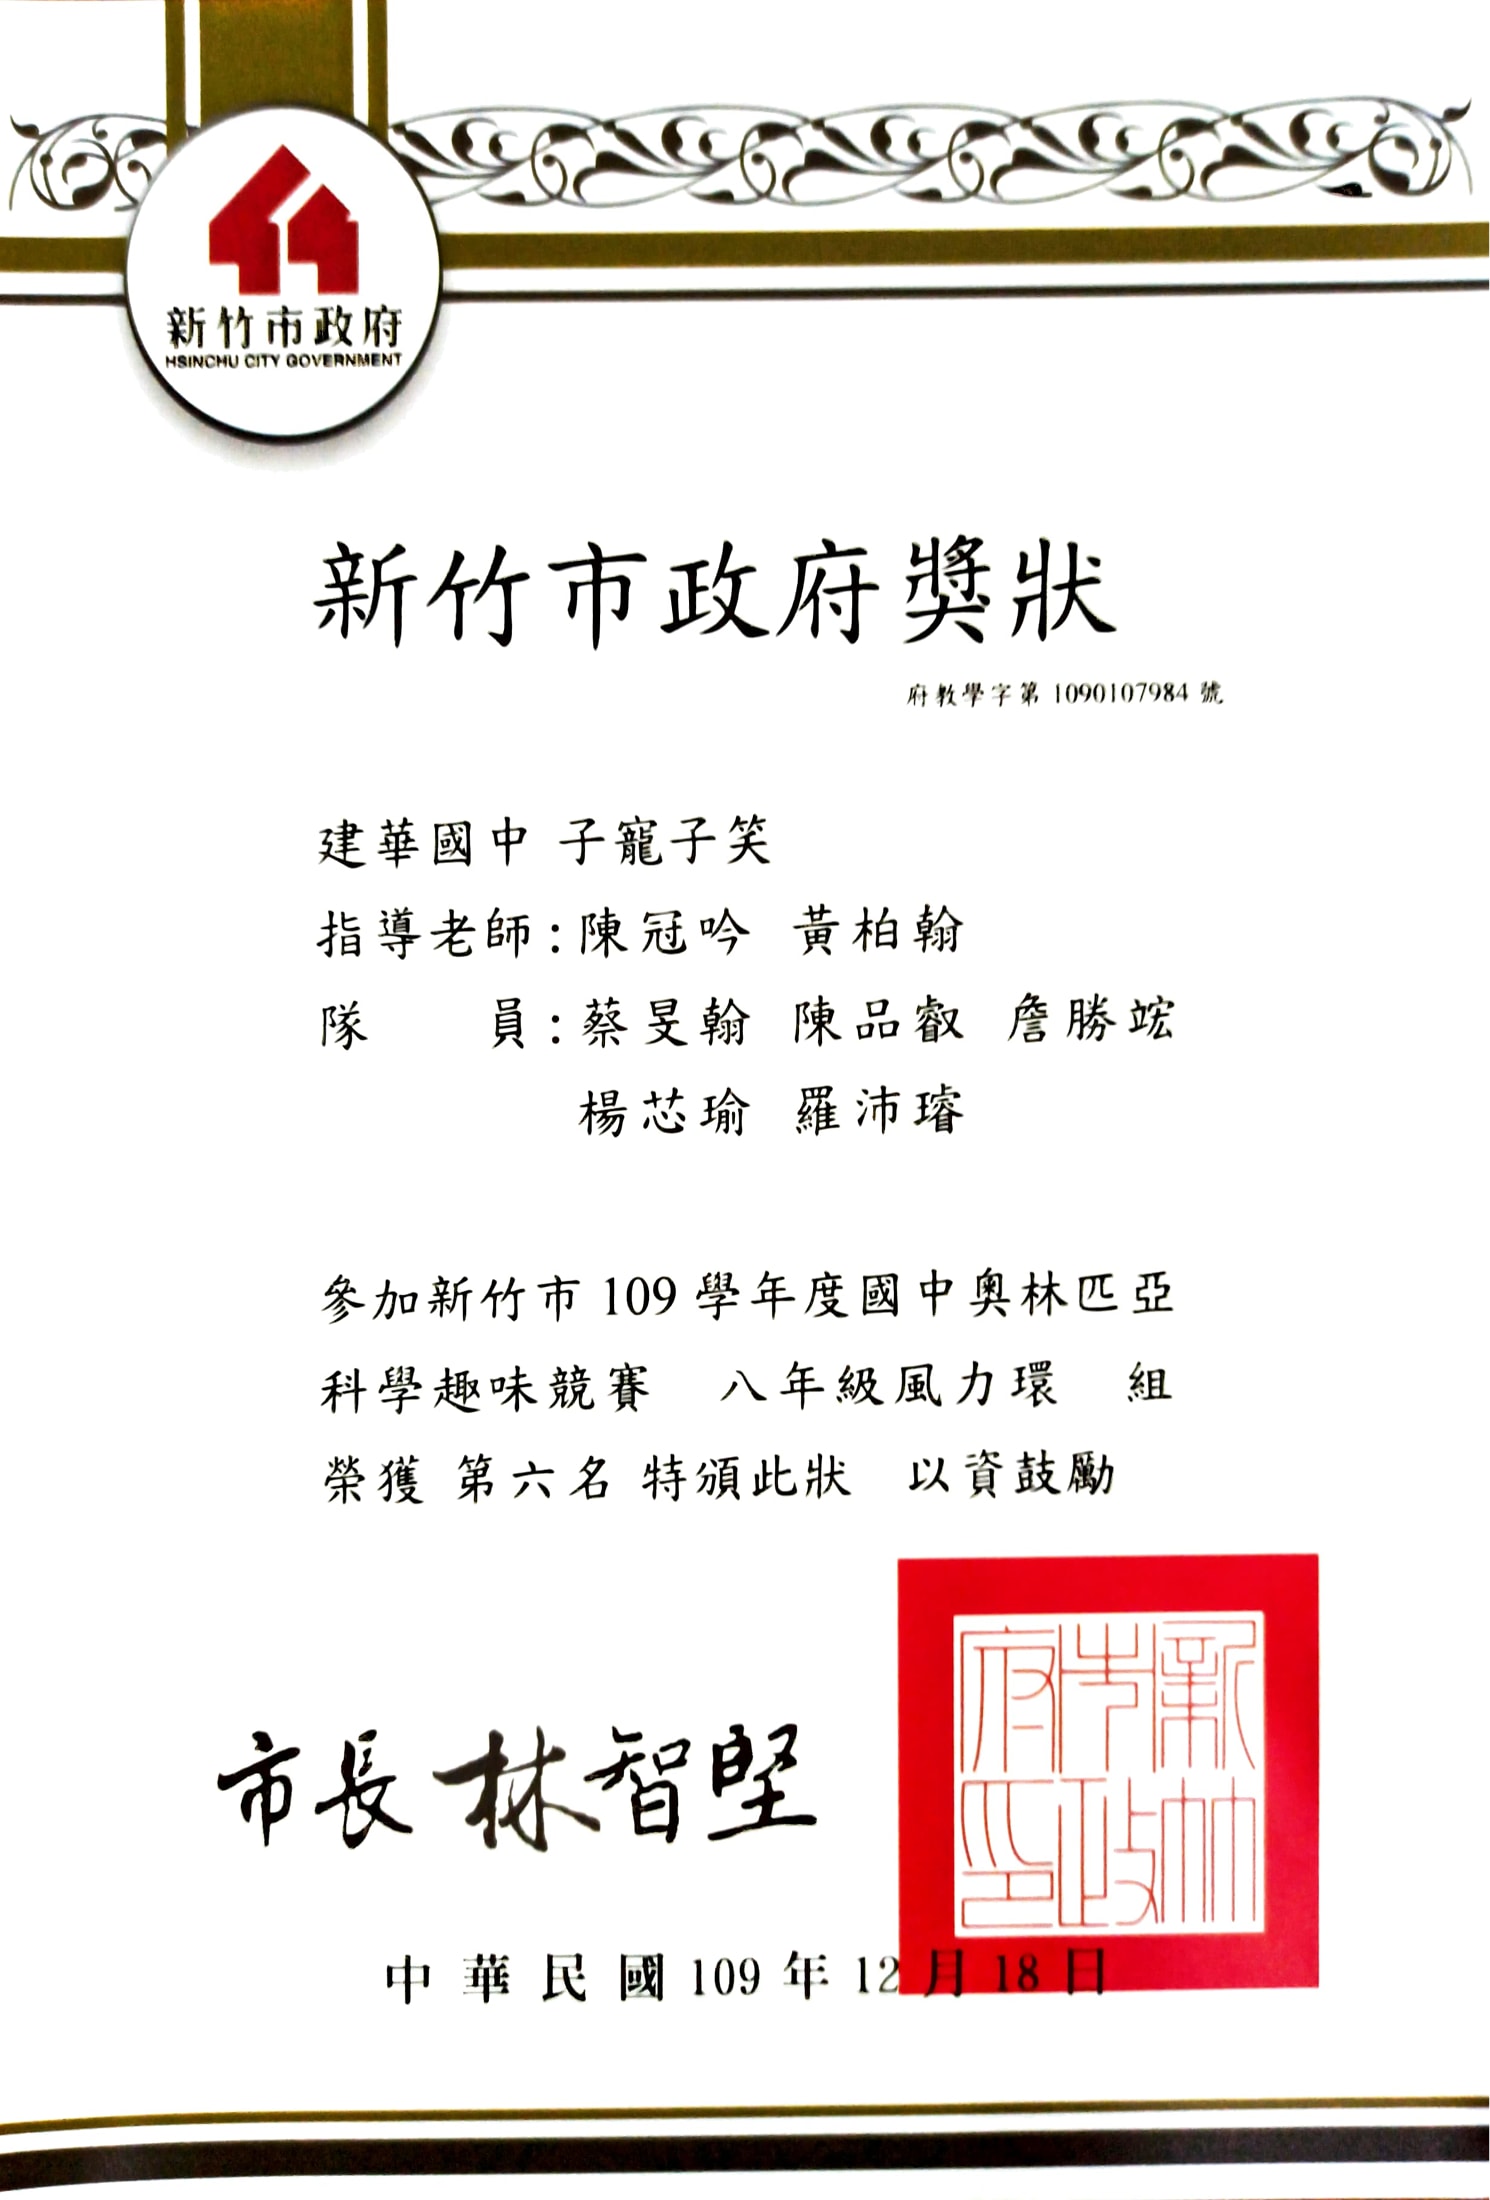 新竹市政府
HSINCHU CITY GOVERNMENT
新竹市政府獎狀
府教學字第 1090107984 號
建華國中 子寵子笑
指導老師：陳冠吟 黃柏翰
隊 員：蔡旻翰 陳品叡 詹勝竤
楊芯瑜 羅沛璿
參加新竹市 109 學年度國中奧林匹亞
科學趣味競賽 八年級風力環 組
榮獲 第六名 特頒此狀 以資鼓勵
新竹市政府印
市長 林智堅
中華民國 109 年 12 月 18 日